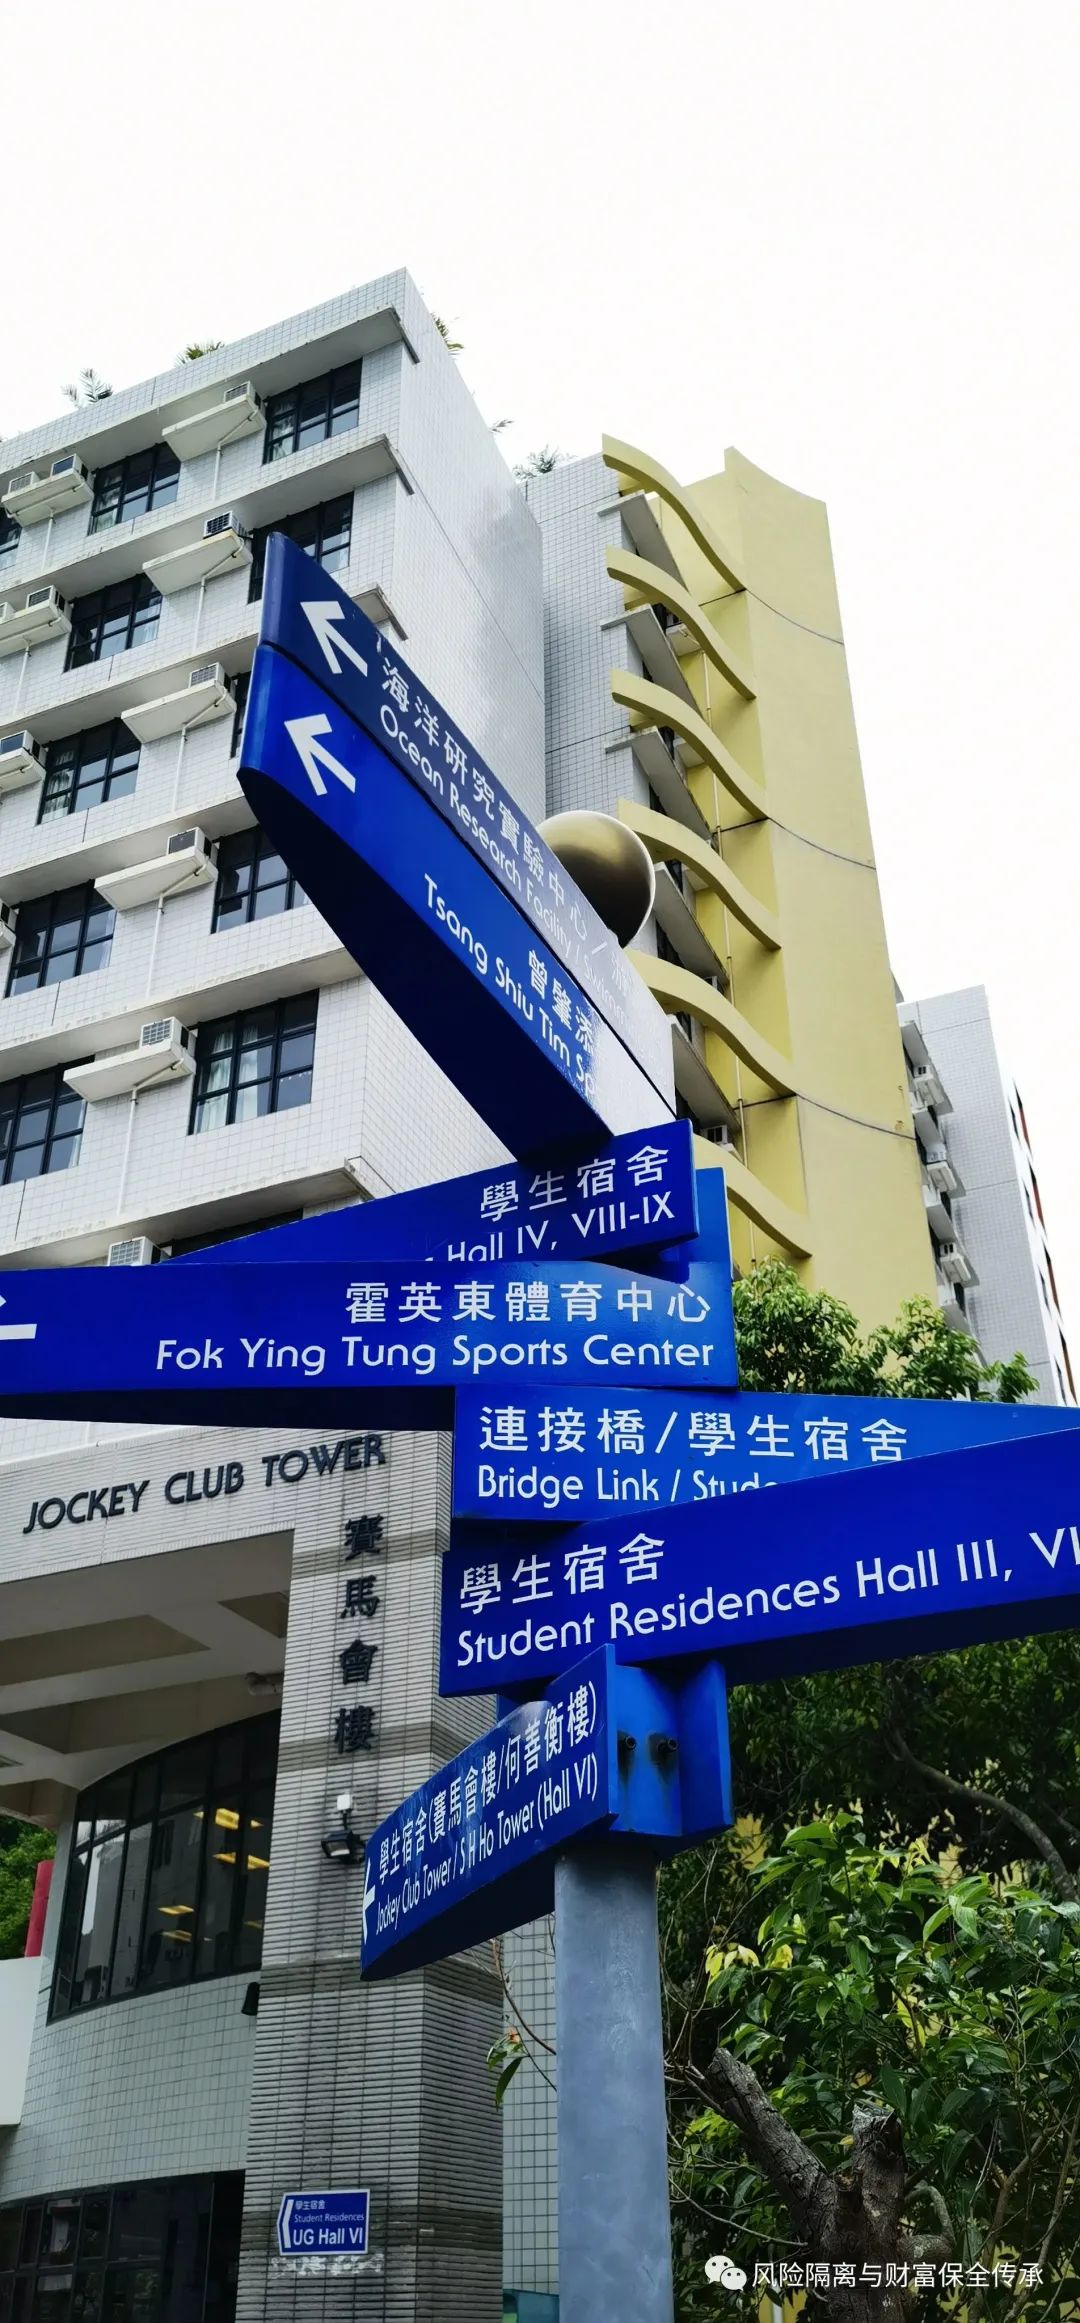 海洋研究實驗中心 /
Ocean Research Facility /
曾肇添
Tsang Shiu Tim
學生宿舍
Hall IV, VIII-IX
霍英東體育中心
Fok Ying Tung Sports Center
連接橋/學生宿舍
Bridge Link /
學生宿舍
Student Residences Hall III,
學生宿舍(賽馬會樓/何善衡樓)
Jockey Club Tower / S H Ho Tower (Hall VI)
JOCKEY CLUB TOWER
賽馬會樓
學生宿舍
Student Residences
UG Hall VI
风险隔离与财富保全传承